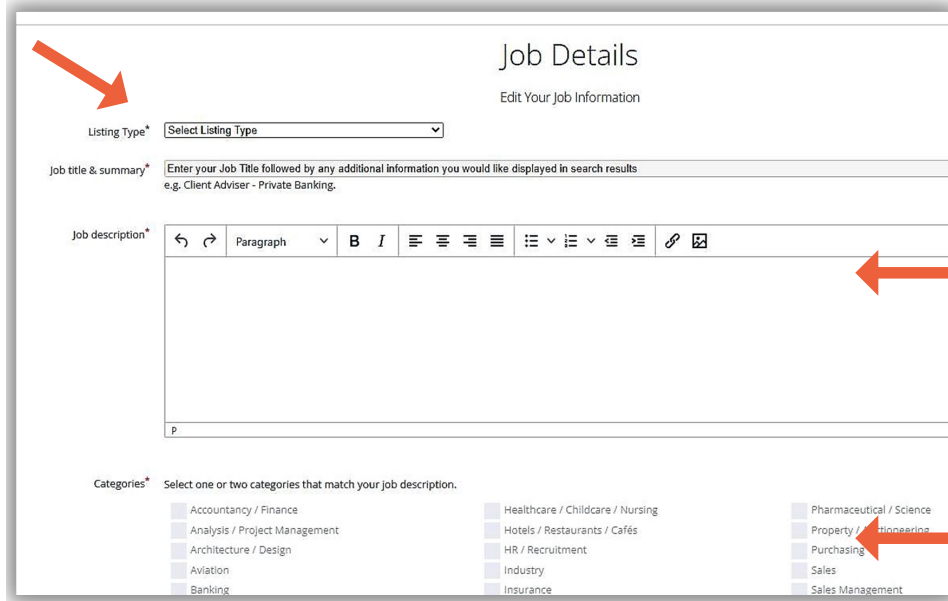 Job Details
Edit Your Job Information
Listing Type* Select Listing Type
Job title & summary* Enter your Job Title followed by any additional information you would like displayed in search results
e.g. Client Adviser - Private Banking.
Job description* Paragraph B I
P
Categories* Select one or two categories that match your job description.
Accountancy / Finance Healthcare / Childcare / Nursing Pharmaceutical / Science
Analysis / Project Management Hotels / Restaurants / Cafés Property /
Architecture / Design HR / Recruitment Purchasing
Aviation Industry Sales
Banking Insurance Sales Management